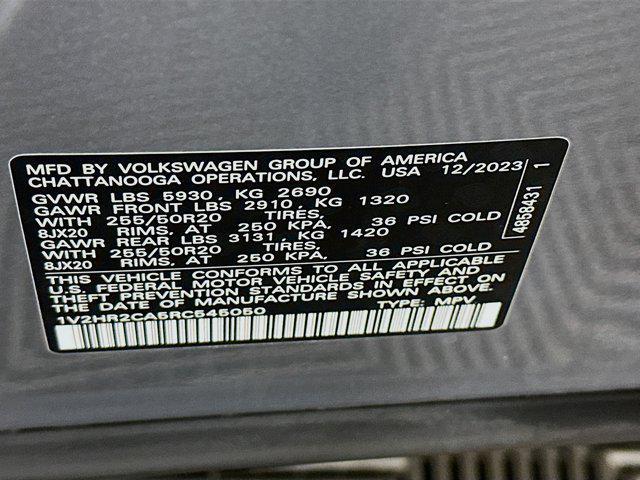 MFD BY VOLKSWAGEN GROUP OF AMERICA
CHATTANOOGA OPERATIONS, LLC. USA 12/2023
GVWR LBS 5930, KG 2690
GAWR FRONT LBS 2910, KG 1320
WITH 255/50R20 TIRES,
8JX20 RIMS, AT 250 KPA, 36 PSI COLD
GAWR REAR LBS 3131, KG 1420
WITH 255/50R20 TIRES,
8JX20 RIMS, AT 250 KPA, 36 PSI COLD
THIS VEHICLE CONFORMS TO ALL APPLICABLE
U.S. FEDERAL MOTOR VEHICLE SAFETY AND
THEFT PREVENTION STANDARDS IN EFFECT ON
THE DATE OF MANUFACTURE SHOWN ABOVE.
1V2HR2CA5RC545050 TYPE: MPV
4858431 1